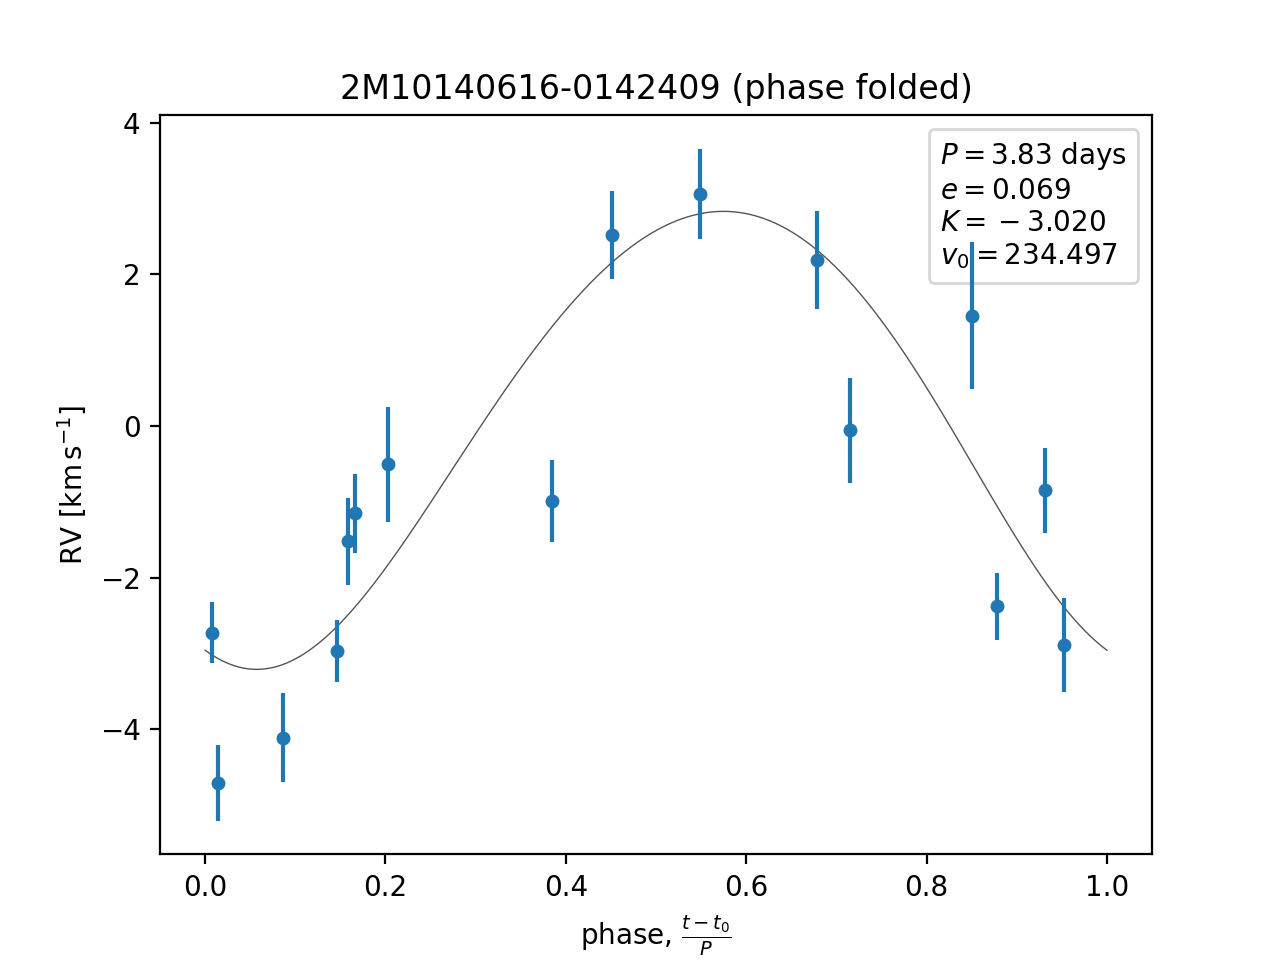 2M10140616-0142409 (phase folded)
P = 3.83 days
e = 0.069
K = −3.020
v₀ = 234.497
4
2
0
−2
−4
RV [km s⁻¹]
0.0 0.2 0.4 0.6 0.8 1.0
phase, (t − t₀)/P